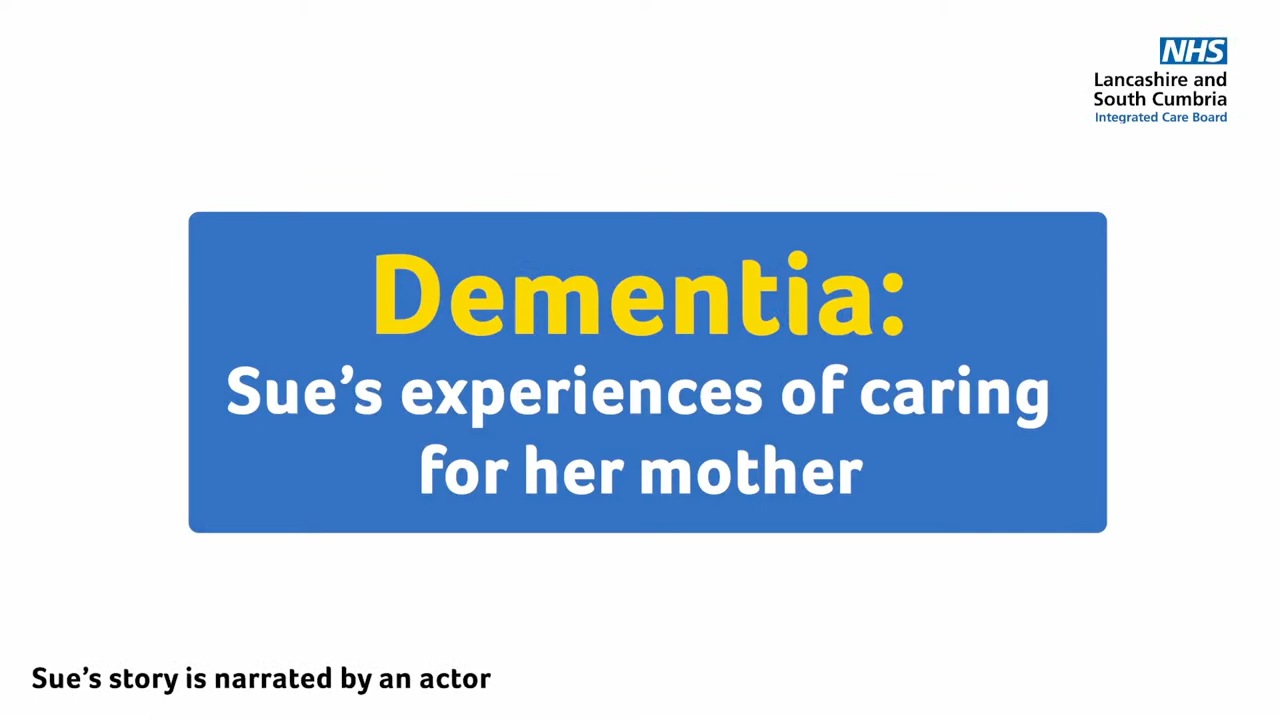 NHS
Lancashire and
South Cumbria
Integrated Care Board
Dementia:
Sue’s experiences of caring
for her mother
Sue’s story is narrated by an actor